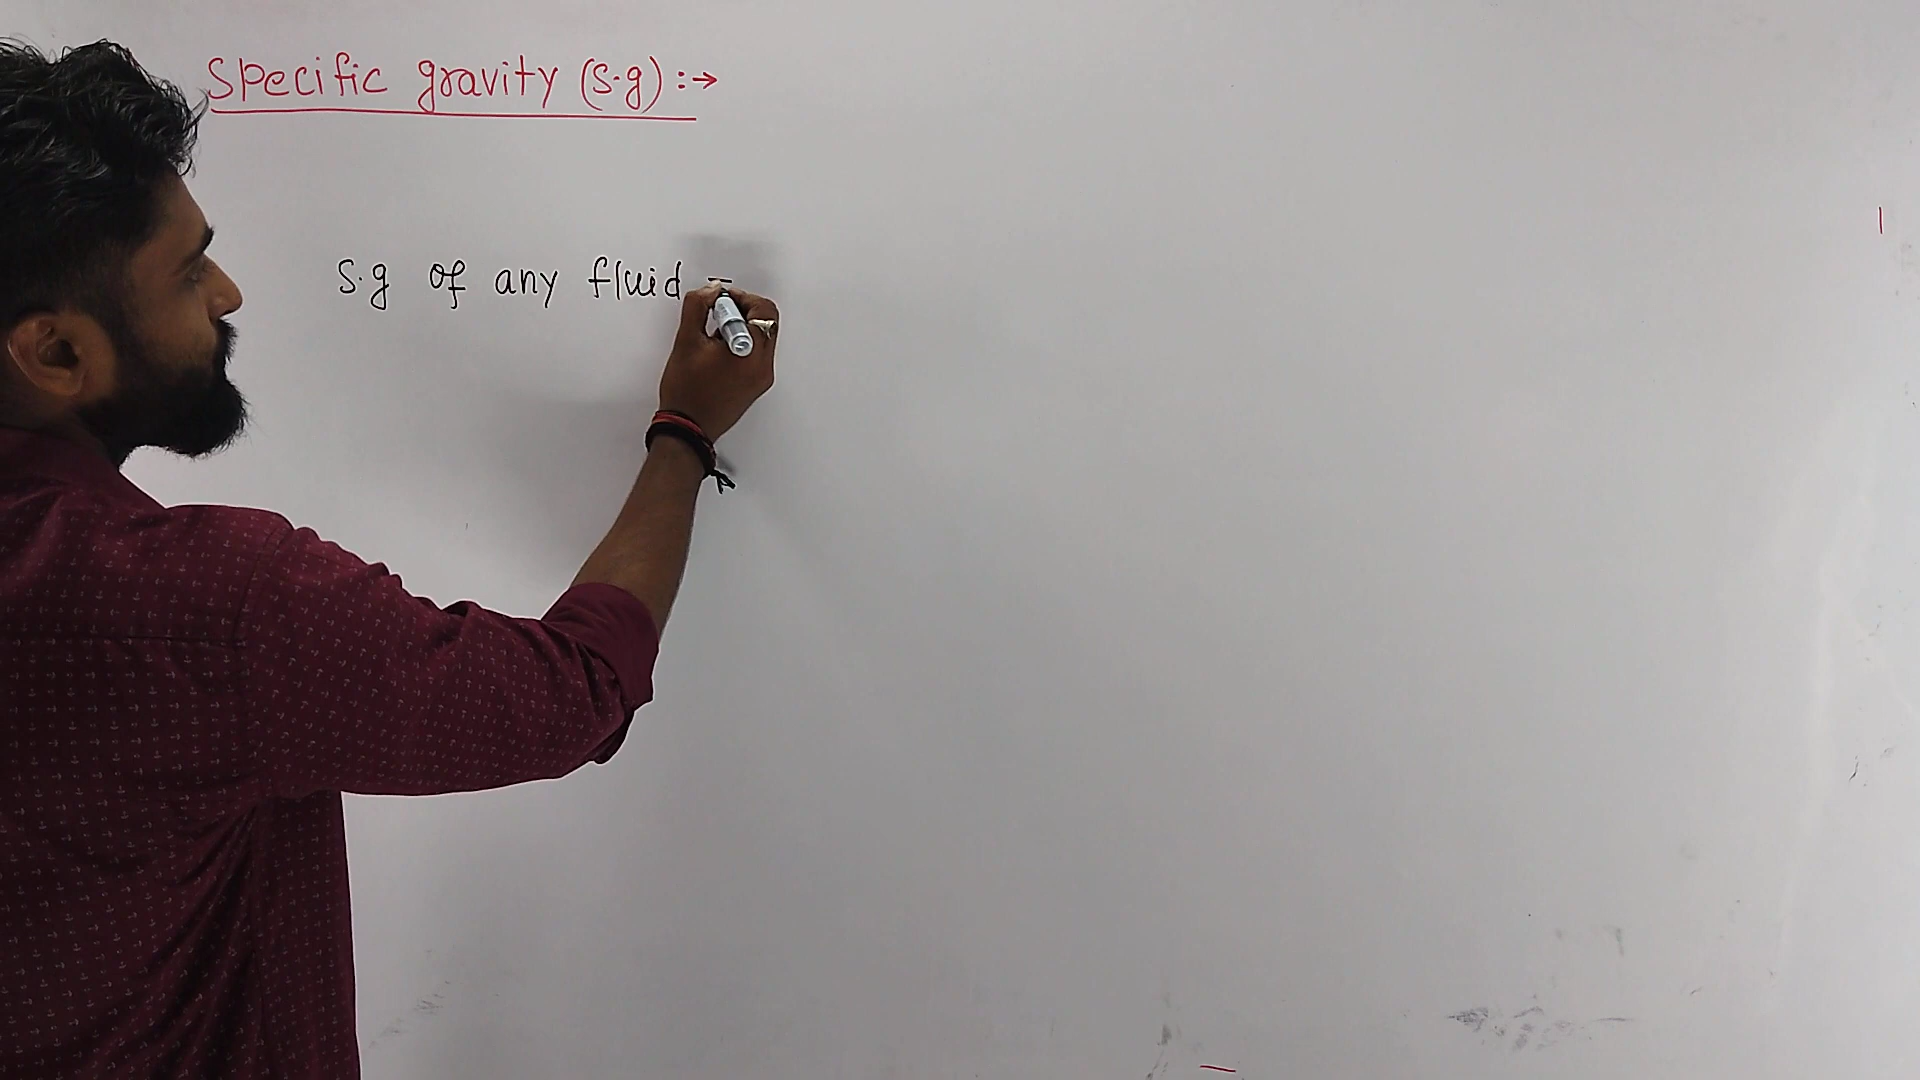 Specific gravity (s.g) :→
S.g of any fluid =